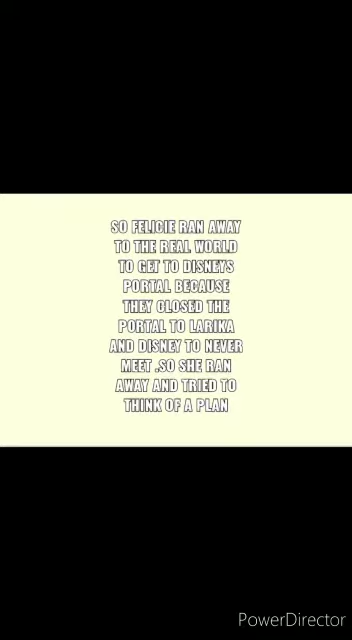 SO FELICIE RAN AWAY
TO THE REAL WORLD
TO GET TO DISNEYS
PORTAL BECAUSE
THEY CLOSED THE
PORTAL TO LARIKA
AND DISNEY TO NEVER
MEET .SO SHE RAN
AWAY AND TRIED TO
THINK OF A PLAN
PowerDirector